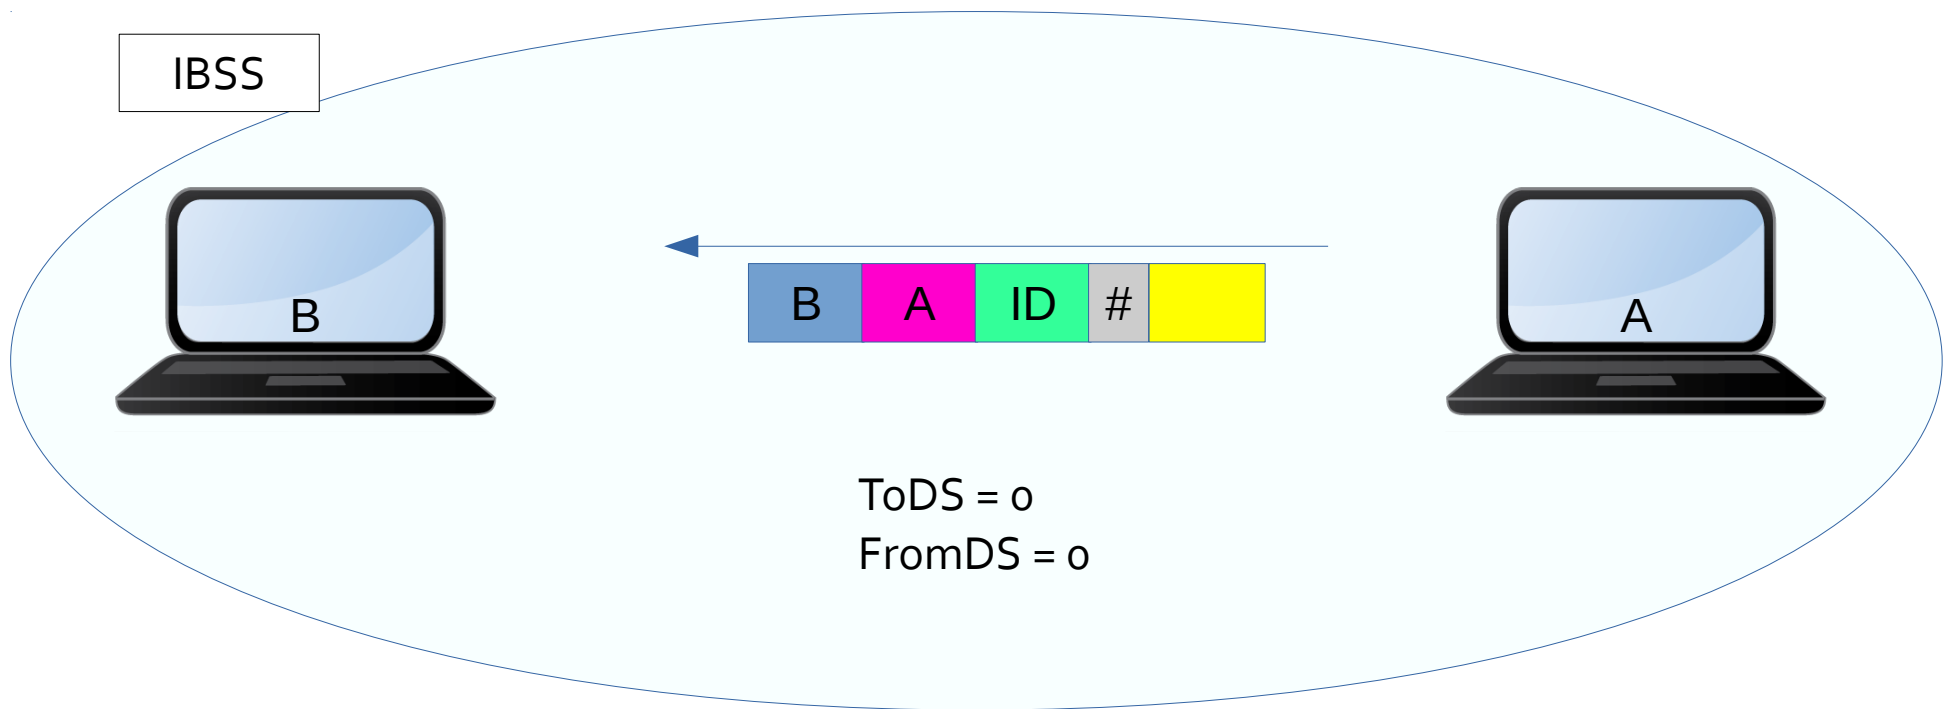 IBSS
B A ID #
B
A
ToDS = 0
FromDS = 0